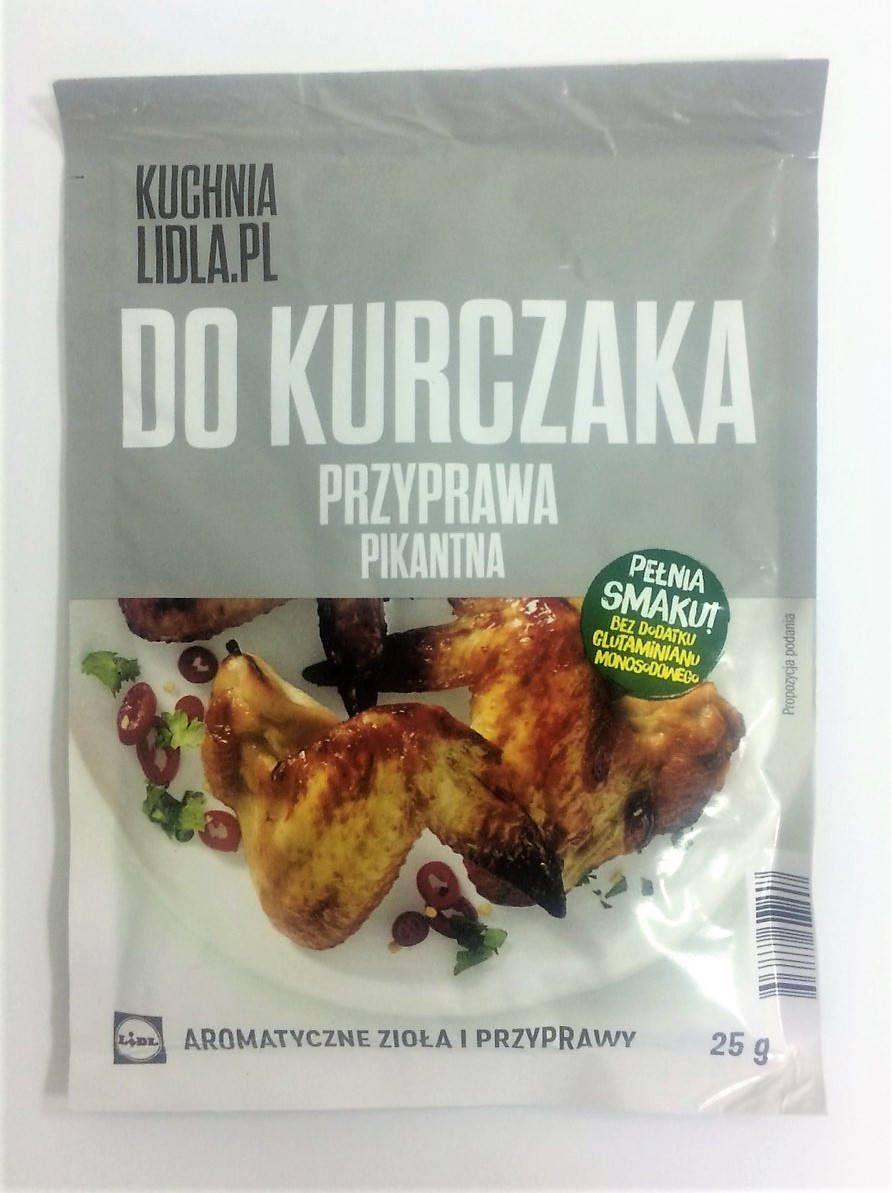 KUCHNIA
LIDLA.PL
DO KURCZAKA
PRZYPRAWA
PIKANTNA
PEŁNIA
SMAKU!
BEZ DODATKU
GLUTAMINIANU
MONOSODOWEGO
Propozycja podania
LIDL
AROMATYCZNE ZIOŁA I PRZYPRAWY
25 g